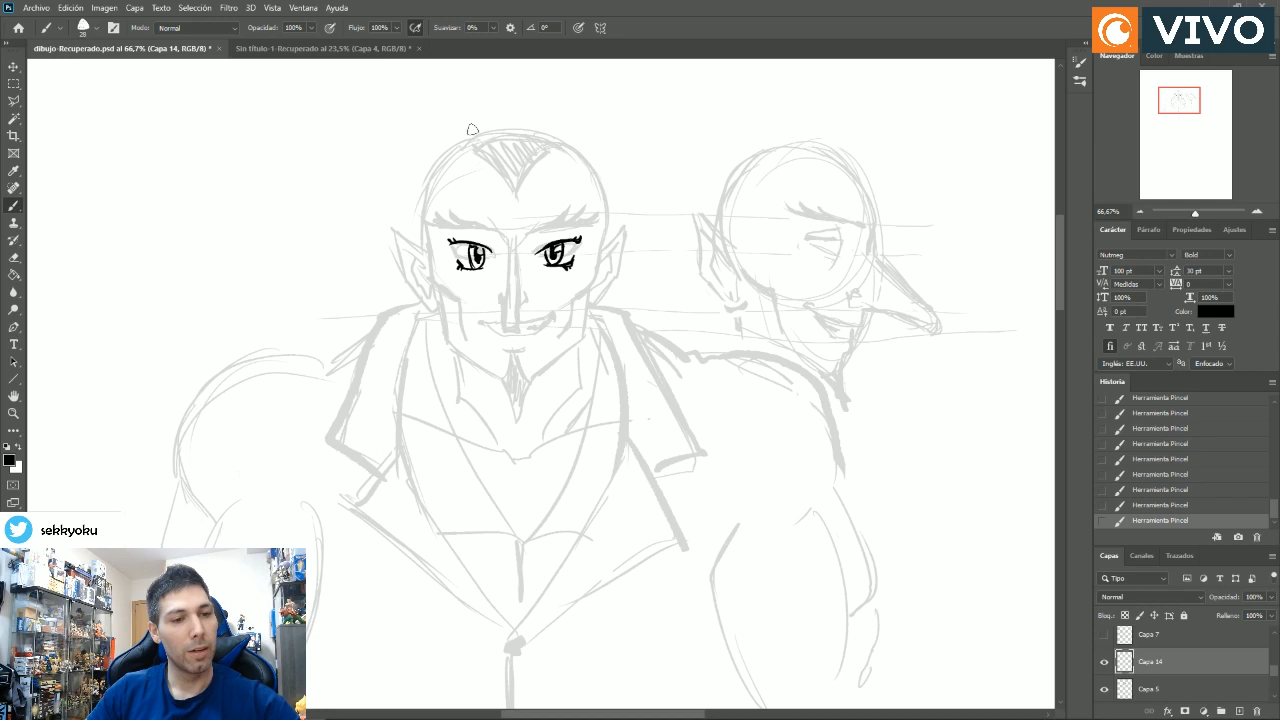 Archivo Edición Imagen Capa Texto Selección Filtro 3D Vista Ventana Ayuda
28 Modo: Normal Opacidad: 100% Flujo: 100% Suavizar: 0% 0°
dibujo-Recuperado.psd al 66,7% (Capa 14, RGB/8) * × Sin título-1-Recuperado al 23,5% (Capa 4, RGB/8) * ×
VIVO
Navegador Color Muestras
66,67%
Carácter Párrafo Propiedades Ajustes
Nutmeg Bold
100 pt 30 pt
Medidas 0
100% 100%
0 pt Color:
Inglés: EE.UU. Enfocado
Historia
Herramienta Pincel
Herramienta Pincel
Herramienta Pincel
Herramienta Pincel
Herramienta Pincel
Herramienta Pincel
Herramienta Pincel
Herramienta Pincel
Herramienta Pincel
Capas Canales Trazados
Tipo
Normal Opacidad: 100%
Bloq.: Relleno: 100%
Capa 7
Capa 14
Capa 5
sekkyoku